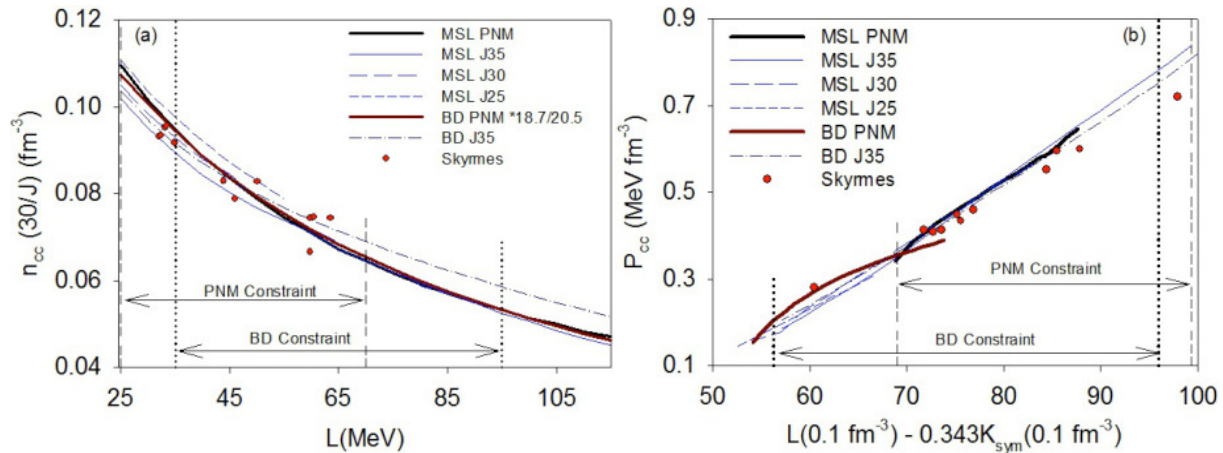 (a)
0.12
0.10
0.08
0.06
0.04
n_cc (30/J) (fm⁻³)
MSL PNM
MSL J35
MSL J30
MSL J25
BD PNM *18.7/20.5
BD J35
Skyrmes
PNM Constraint
BD Constraint
25 45 65 85 105
L(MeV)
(b)
0.9
0.7
0.5
0.3
0.1
P_cc (MeV fm⁻³)
MSL PNM
MSL J35
MSL J30
MSL J25
BD PNM
BD J35
Skyrmes
PNM Constraint
BD Constraint
50 60 70 80 90 100
L(0.1 fm⁻³) - 0.343K_sym(0.1 fm⁻³)